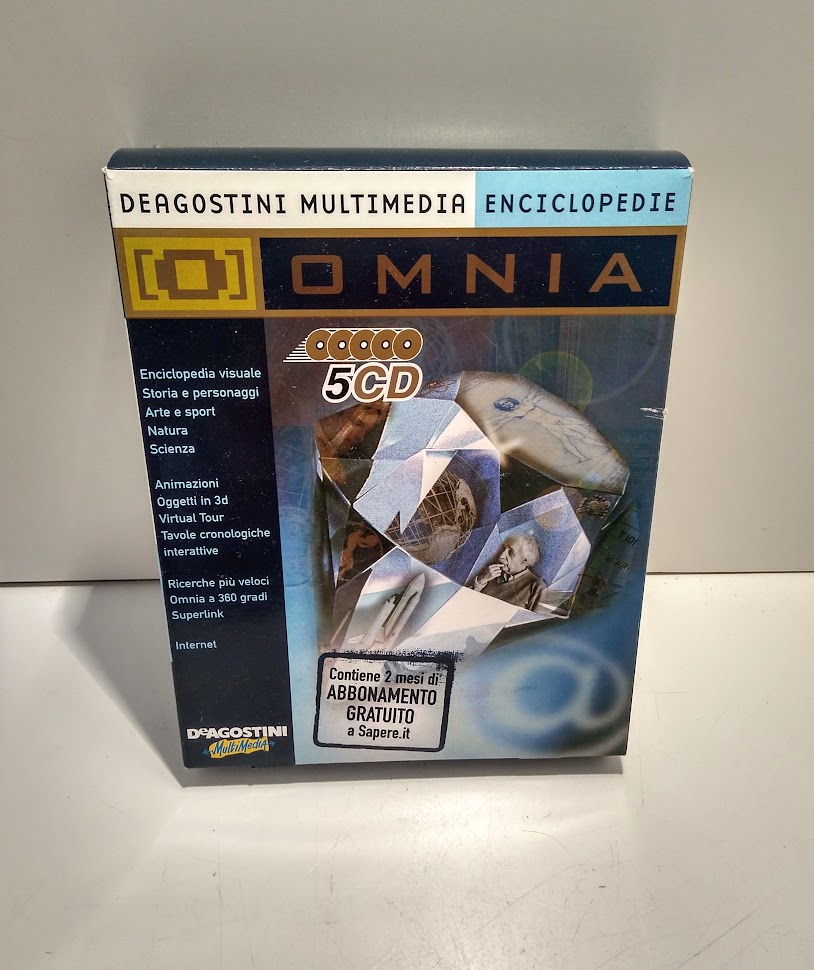 DEAGOSTINI MULTIMEDIA ENCICLOPEDIE
[O] OMNIA
5CD
Enciclopedia visuale
Storia e personaggi
Arte e sport
Natura
Scienza
Animazioni
Oggetti in 3d
Virtual Tour
Tavole cronologiche
interattive
Ricerche più veloci
Omnia a 360 gradi
Superlink
Internet
@
Contiene 2 mesi di
ABBONAMENTO
GRATUITO
a Sapere.it
DeAGOSTINI
MultiMedia